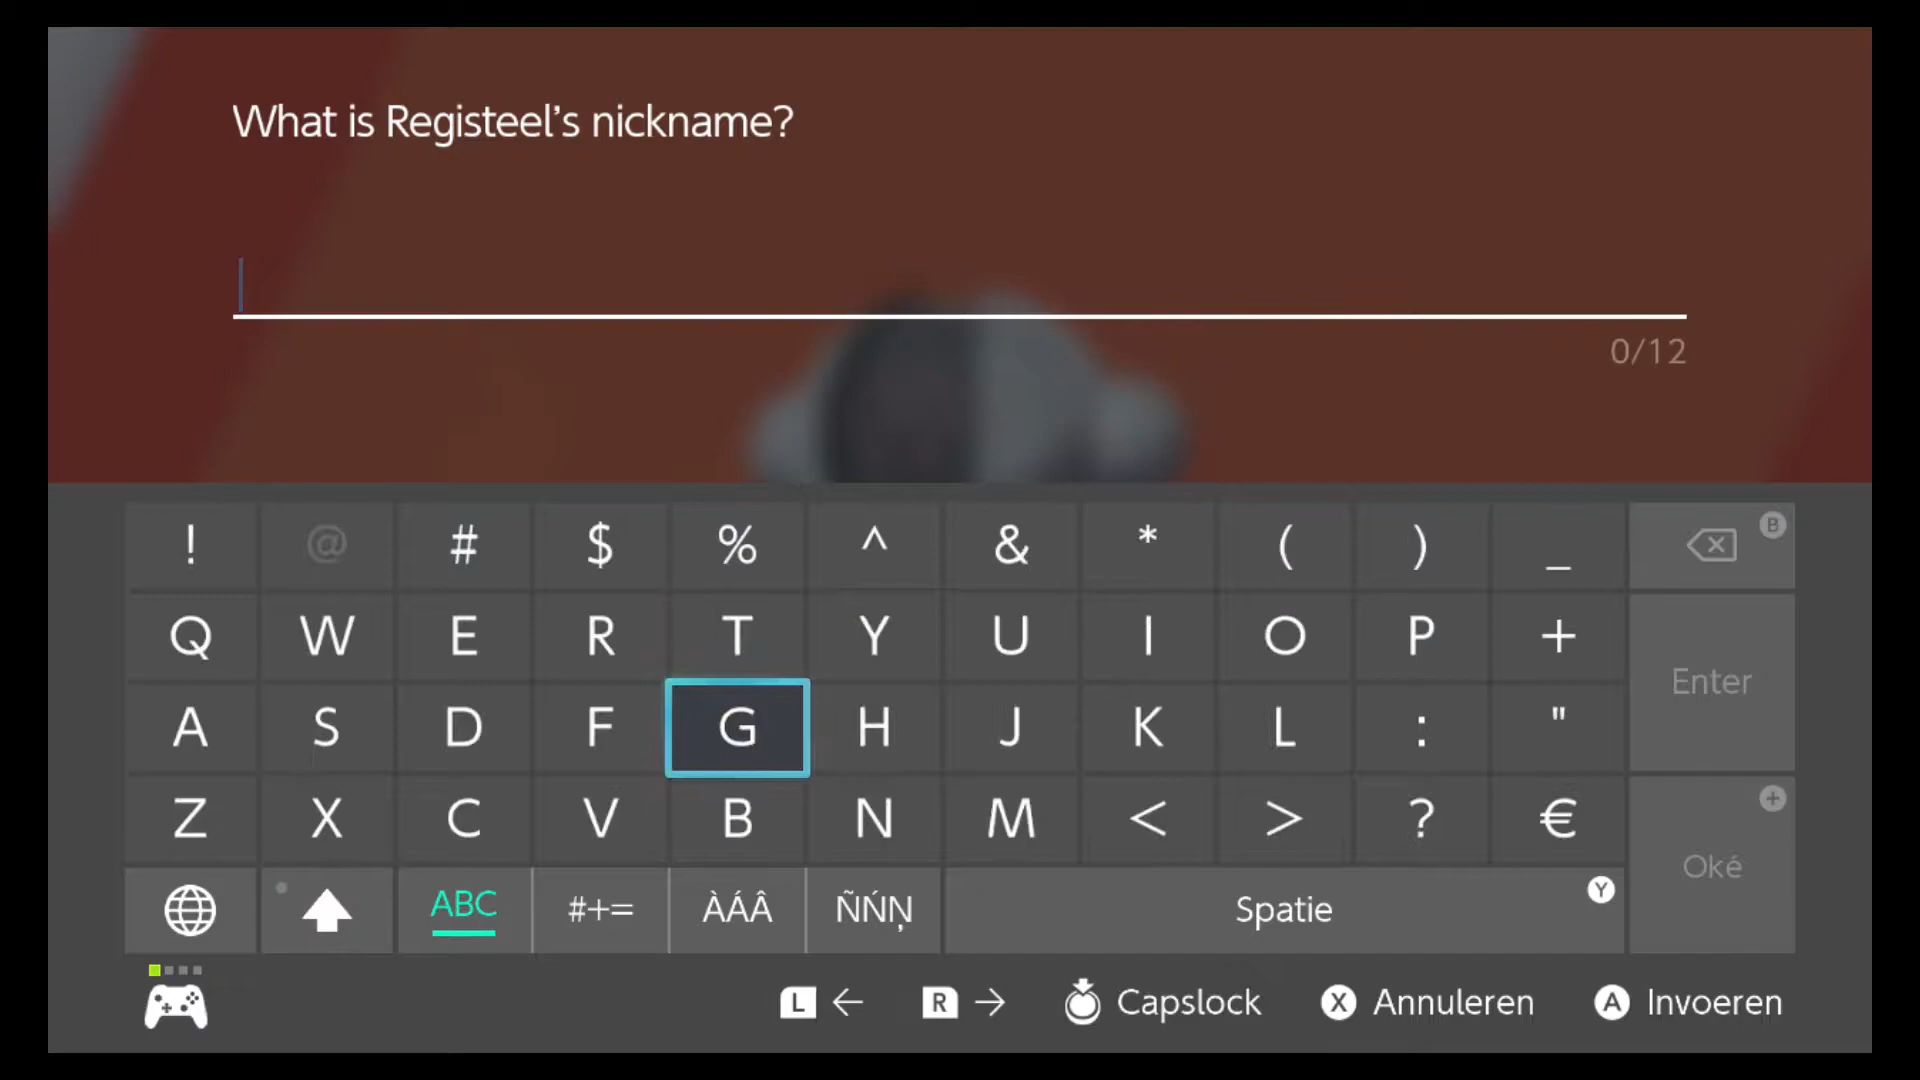 What is Registeel's nickname?
0/12
! @ # $ % ^ & * ( ) _ B
Q W E R T Y U I O P + Enter
A S D F G H J K L : "
Z X C V B N M < > ? € + Oké
ABC #+= ÀÁÂ ÑŃŅ Spatie Y
L ← R → Capslock X Annuleren A Invoeren